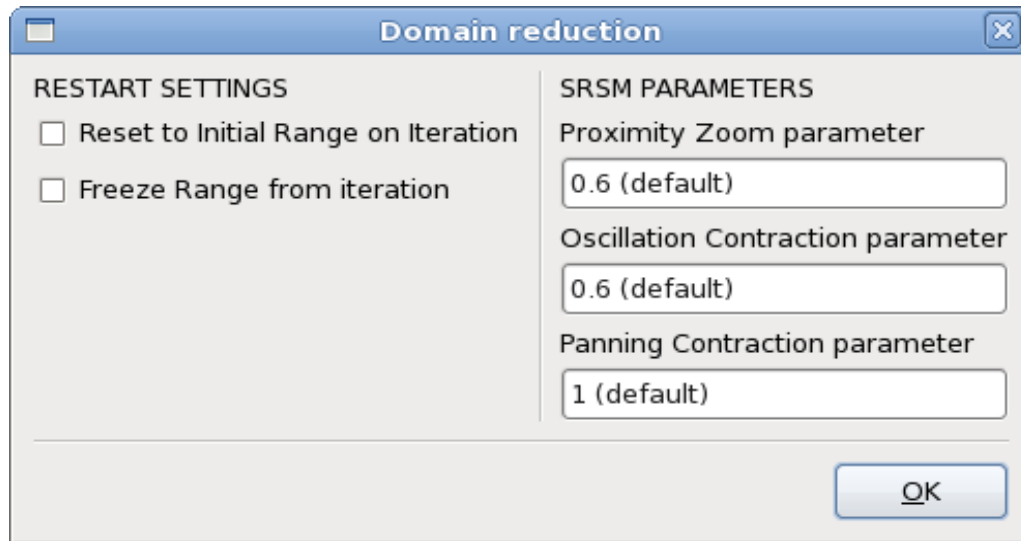 Domain reduction
RESTART SETTINGS
Reset to Initial Range on Iteration
Freeze Range from iteration
SRSM PARAMETERS
Proximity Zoom parameter
0.6 (default)
Oscillation Contraction parameter
0.6 (default)
Panning Contraction parameter
1 (default)
OK